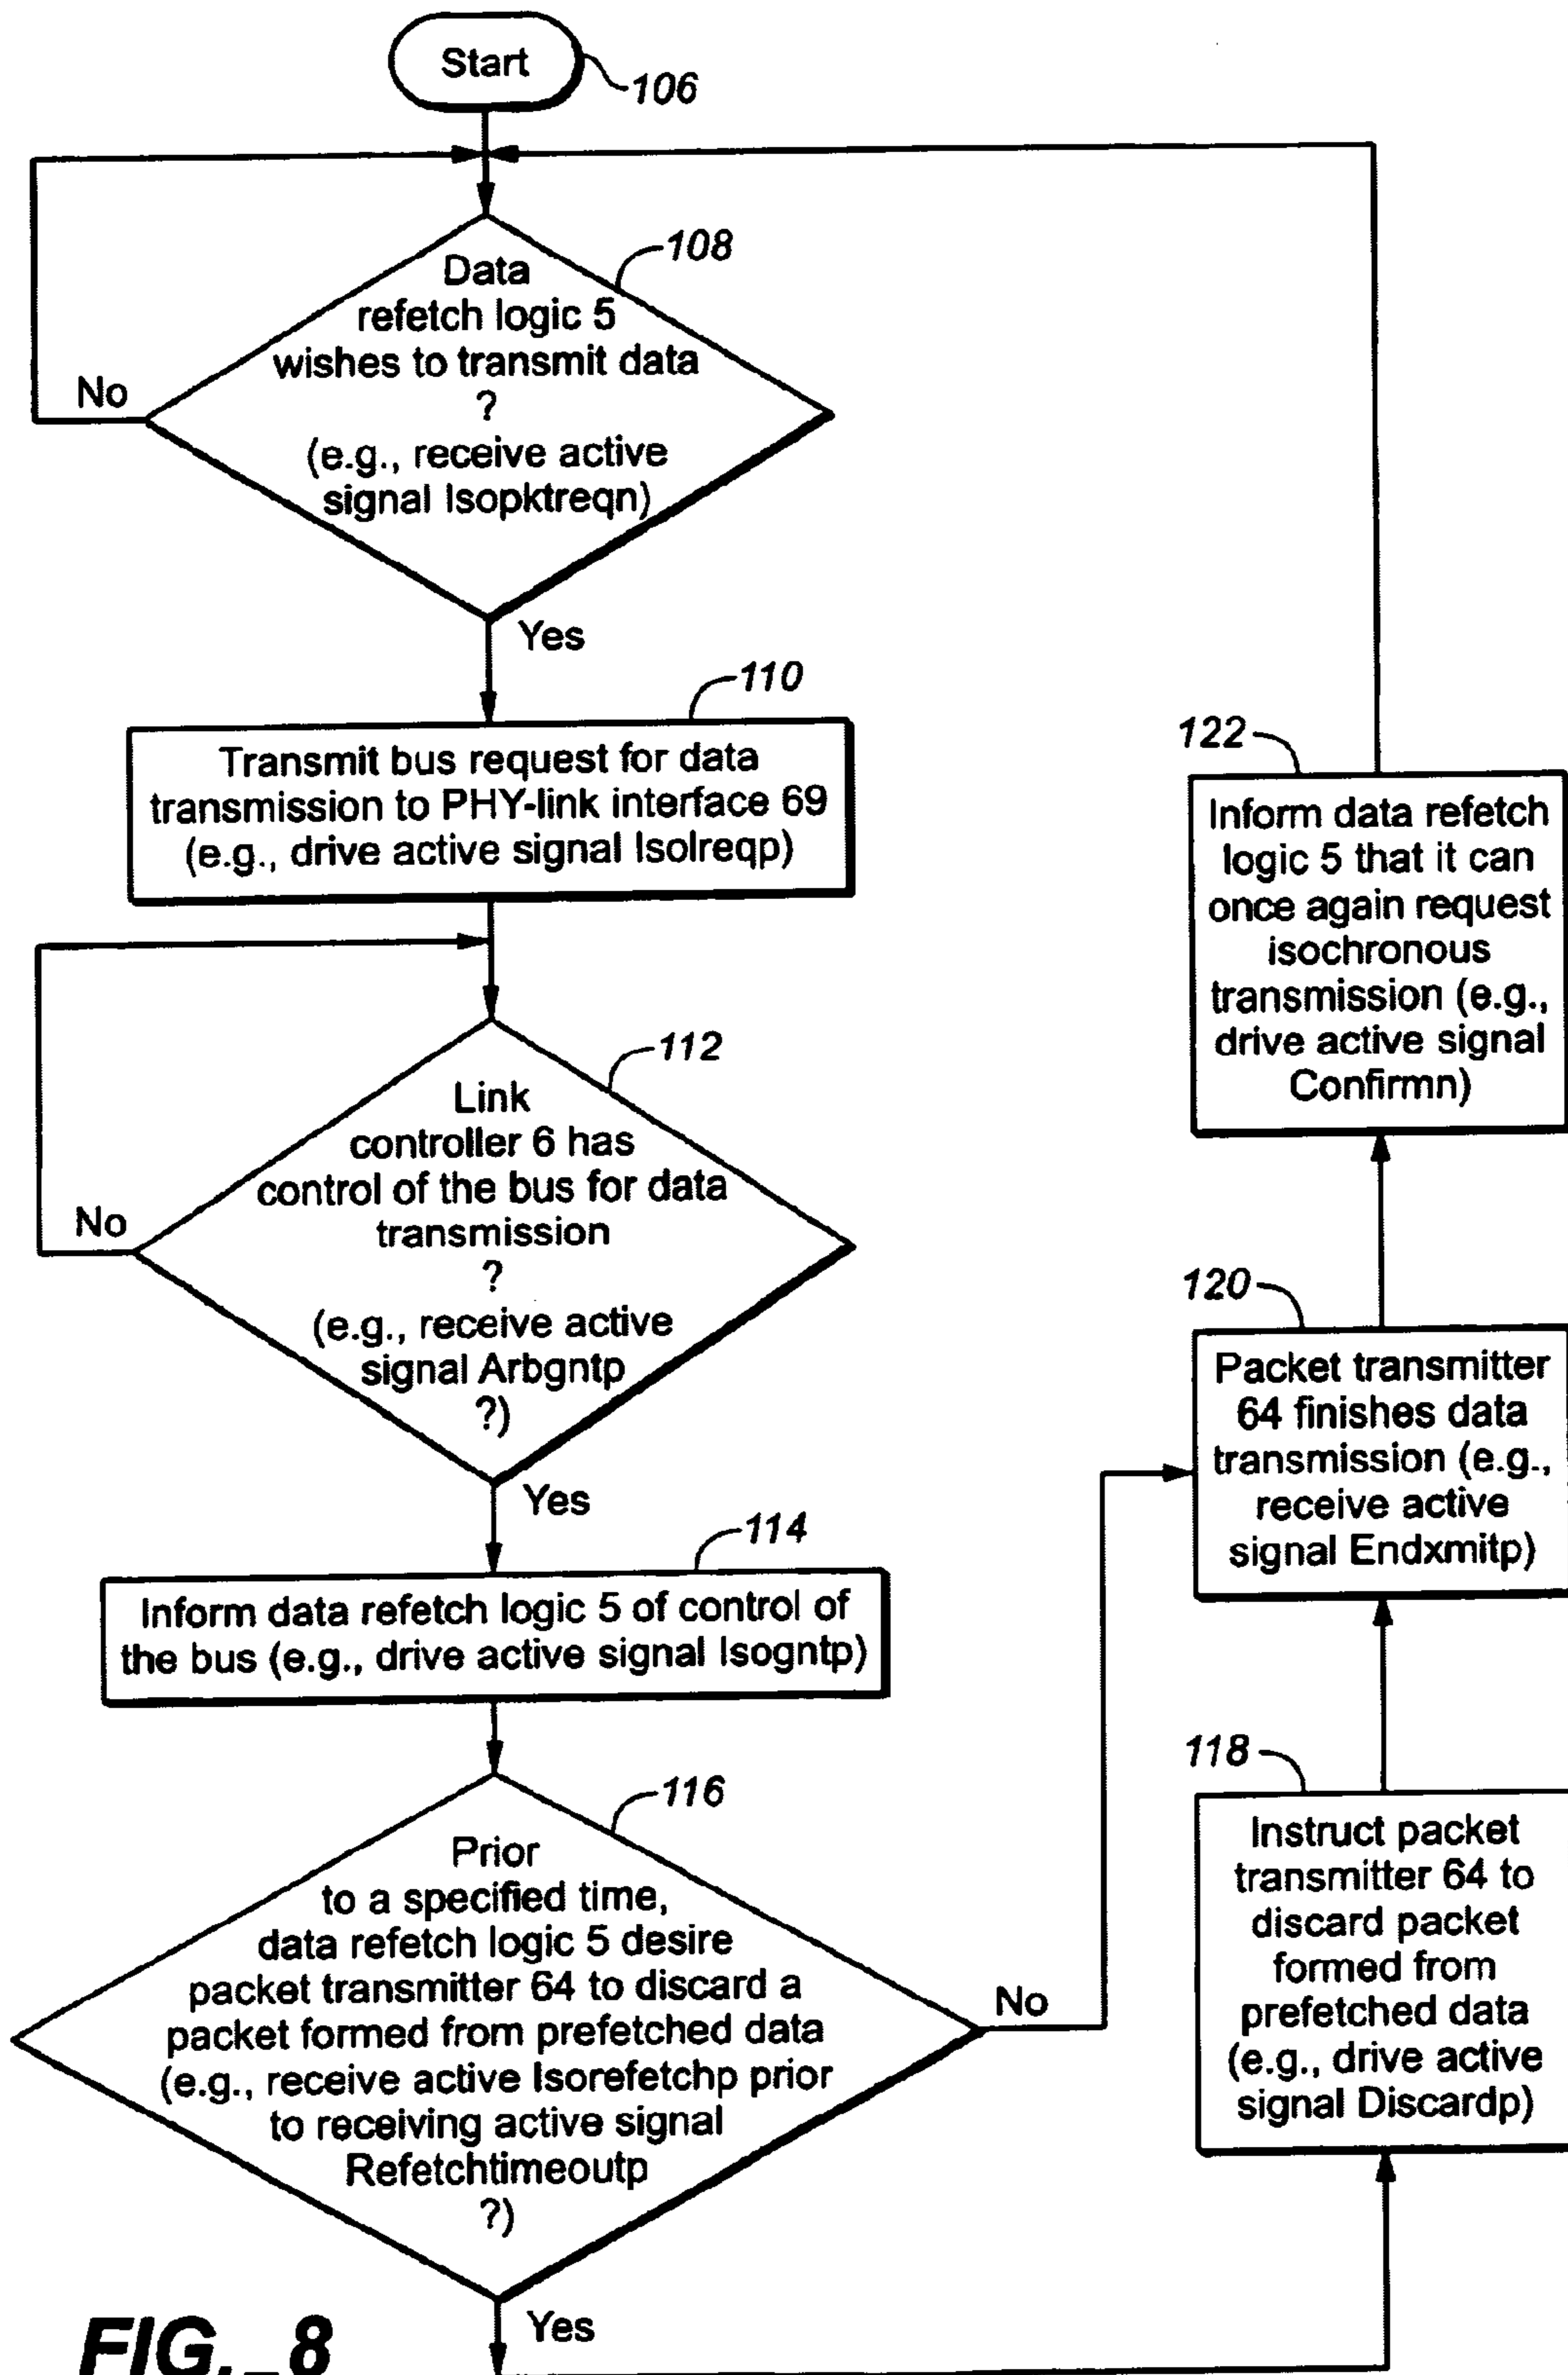 Start
106
108
Data
refetch logic 5
wishes to transmit data
?
(e.g., receive active
signal Isopktreqn)
No
Yes
110
Transmit bus request for data
transmission to PHY-link interface 69
(e.g., drive active signal Isolreqp)
112
Link
controller 6 has
control of the bus for data
transmission
?
(e.g., receive active
signal Arbgntp
?)
No
Yes
114
Inform data refetch logic 5 of control of
the bus (e.g., drive active signal Isogntp)
116
Prior
to a specified time,
data refetch logic 5 desire
packet transmitter 64 to discard a
packet formed from prefetched data
(e.g., receive active Isorefetchp prior
to receiving active signal
Refetchtimeoutp
?)
No
Yes
118
Instruct packet
transmitter 64 to
discard packet
formed from
prefetched data
(e.g., drive active
signal Discardp)
120
Packet transmitter
64 finishes data
transmission (e.g.,
receive active
signal Endxmitp)
122
Inform data refetch
logic 5 that it can
once again request
isochronous
transmission (e.g.,
drive active signal
Confirmn)
FIG._8